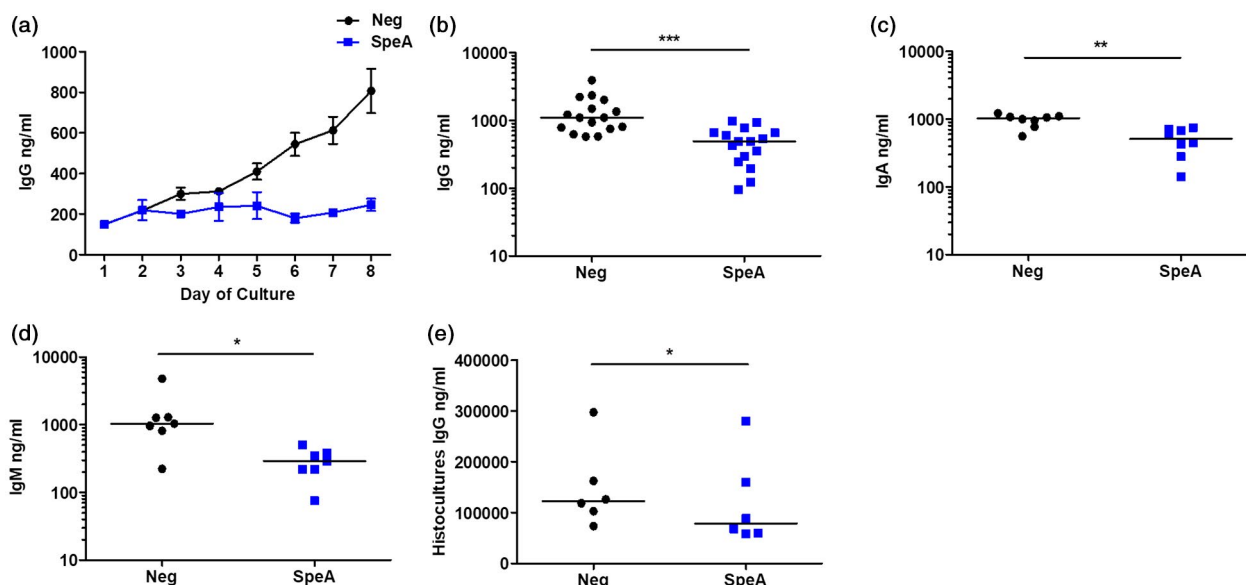 (a)
Neg
SpeA
1000
800
600
400
200
0
IgG ng/ml
1 2 3 4 5 6 7 8
Day of Culture
(b)
***
10000
1000
100
10
IgG ng/ml
Neg SpeA
(c)
**
10000
1000
100
10
IgA ng/ml
Neg SpeA
(d)
*
10000
1000
100
10
IgM ng/ml
Neg SpeA
(e)
*
400000
300000
200000
100000
0
Histocultures IgG ng/ml
Neg SpeA